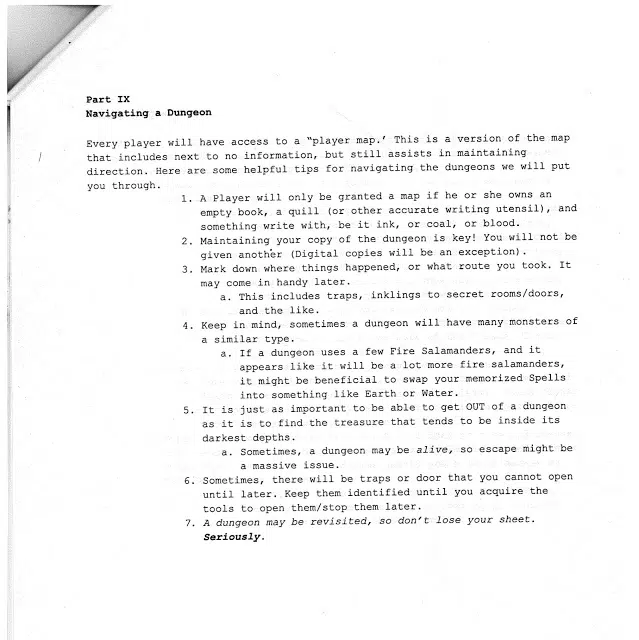 Part IX
Navigating a Dungeon
Every player will have access to a "player map.' This is a version of the map
that includes next to no information, but still assists in maintaining
direction. Here are some helpful tips for navigating the dungeons we will put
you through.
1. A Player will only be granted a map if he or she owns an
empty book, a quill (or other accurate writing utensil), and
something write with, be it ink, or coal, or blood.
2. Maintaining your copy of the dungeon is key! You will not be
given another (Digital copies will be an exception).
3. Mark down where things happened, or what route you took. It
may come in handy later.
a. This includes traps, inklings to secret rooms/doors,
and the like.
4. Keep in mind, sometimes a dungeon will have many monsters of
a similar type.
a. If a dungeon uses a few Fire Salamanders, and it
appears like it will be a lot more fire salamanders,
it might be beneficial to swap your memorized Spells
into something like Earth or Water.
5. It is just as important to be able to get OUT of a dungeon
as it is to find the treasure that tends to be inside its
darkest depths.
a. Sometimes, a dungeon may be alive, so escape might be
a massive issue.
6. Sometimes, there will be traps or door that you cannot open
until later. Keep them identified until you acquire the
tools to open them/stop them later.
7. A dungeon may be revisited, so don't lose your sheet.
Seriously.